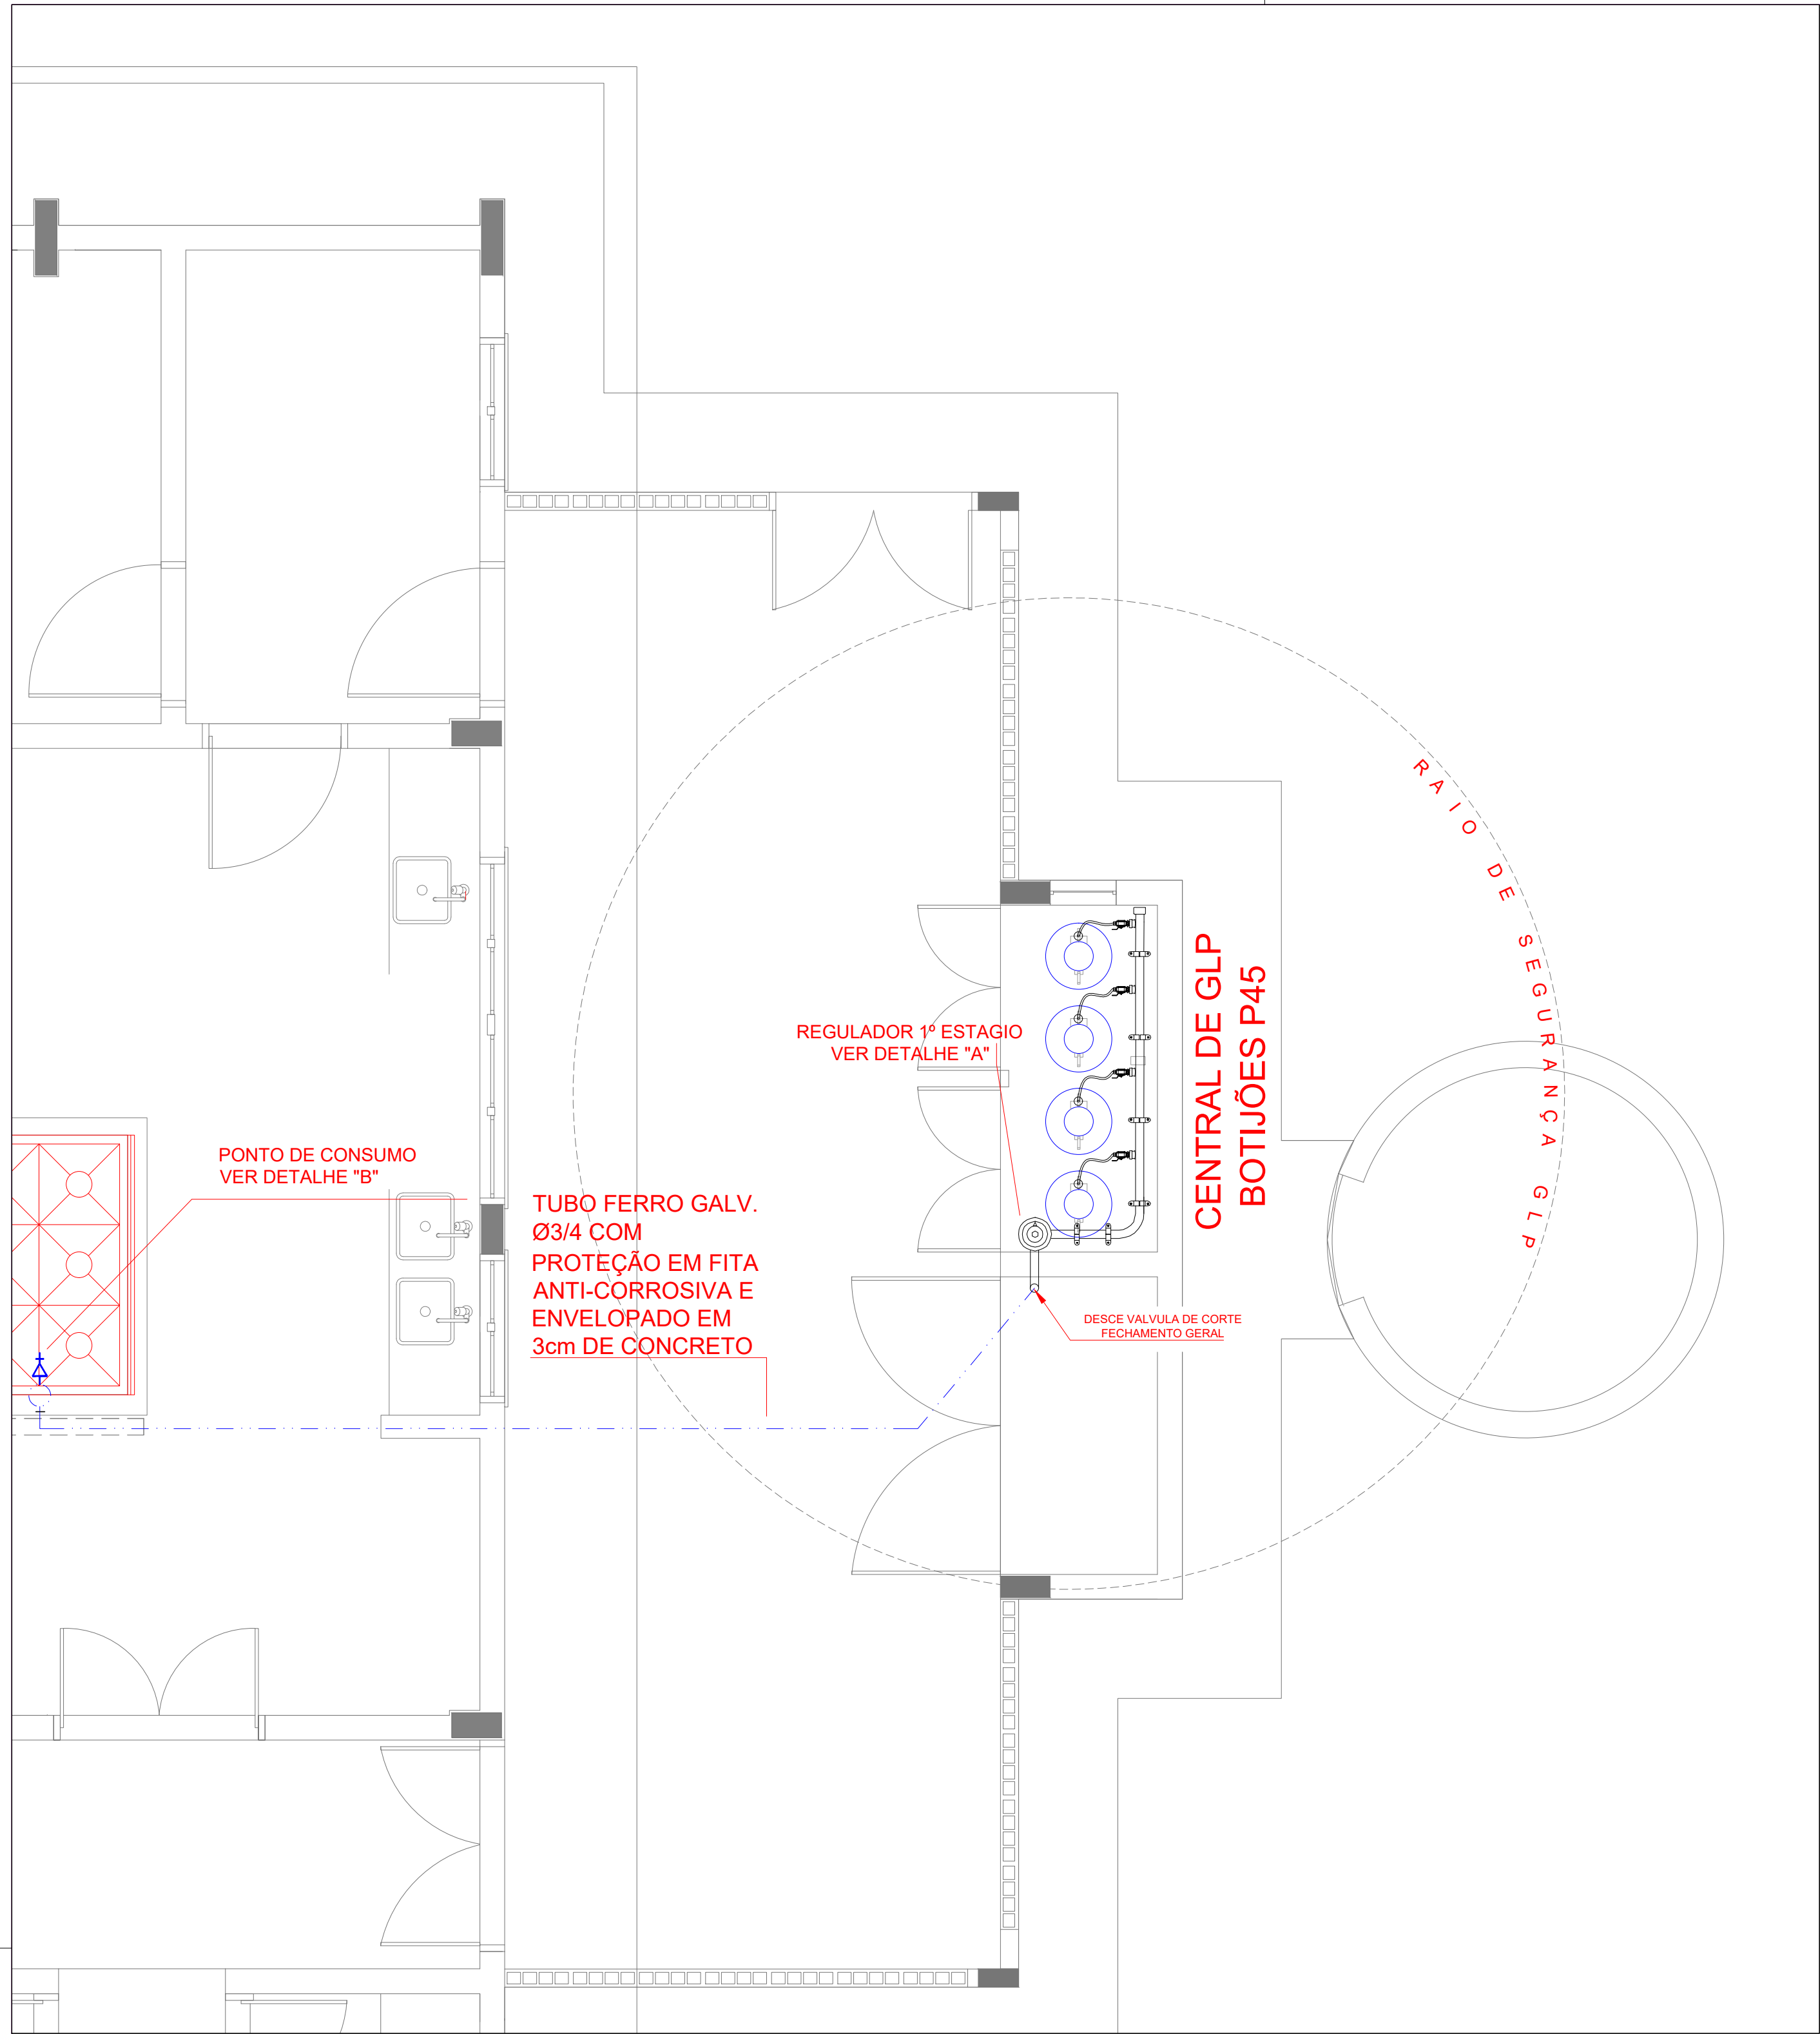 RAIO DE SEGURANÇA GLP
CENTRAL DE GLP
BOTIJÕES P45
REGULADOR 1º ESTAGIO
VER DETALHE "A"
PONTO DE CONSUMO
VER DETALHE "B"
TUBO FERRO GALV.
Ø3/4 COM
PROTEÇÃO EM FITA
ANTI-CORROSIVA E
ENVELOPADO EM
3cm DE CONCRETO
DESCE VALVULA DE CORTE
FECHAMENTO GERAL